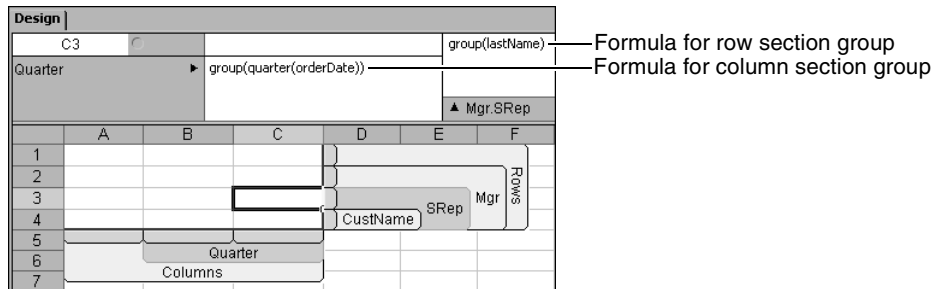 Design
C3 group(lastName) Formula for row section group
Quarter ▶ group(quarter(orderDate)) Formula for column section group
▲ Mgr.SRep
A B C D E F
1
2
3
4
5
6
7
Rows
Mgr
SRep
CustName
Quarter
Columns